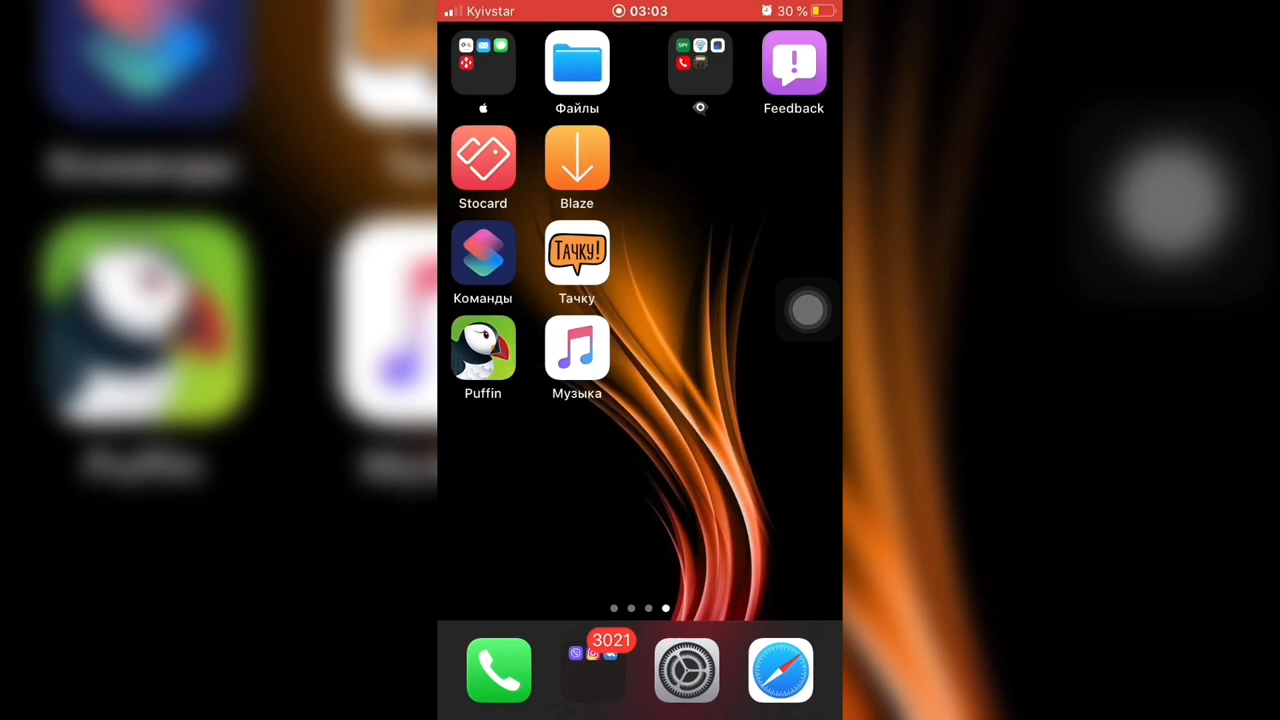 Kyivstar 03:03 30 %
Файлы Feedback
Stocard Blaze
ТАЧКУ!
Команды Тачку
Puffin Музыка
3021